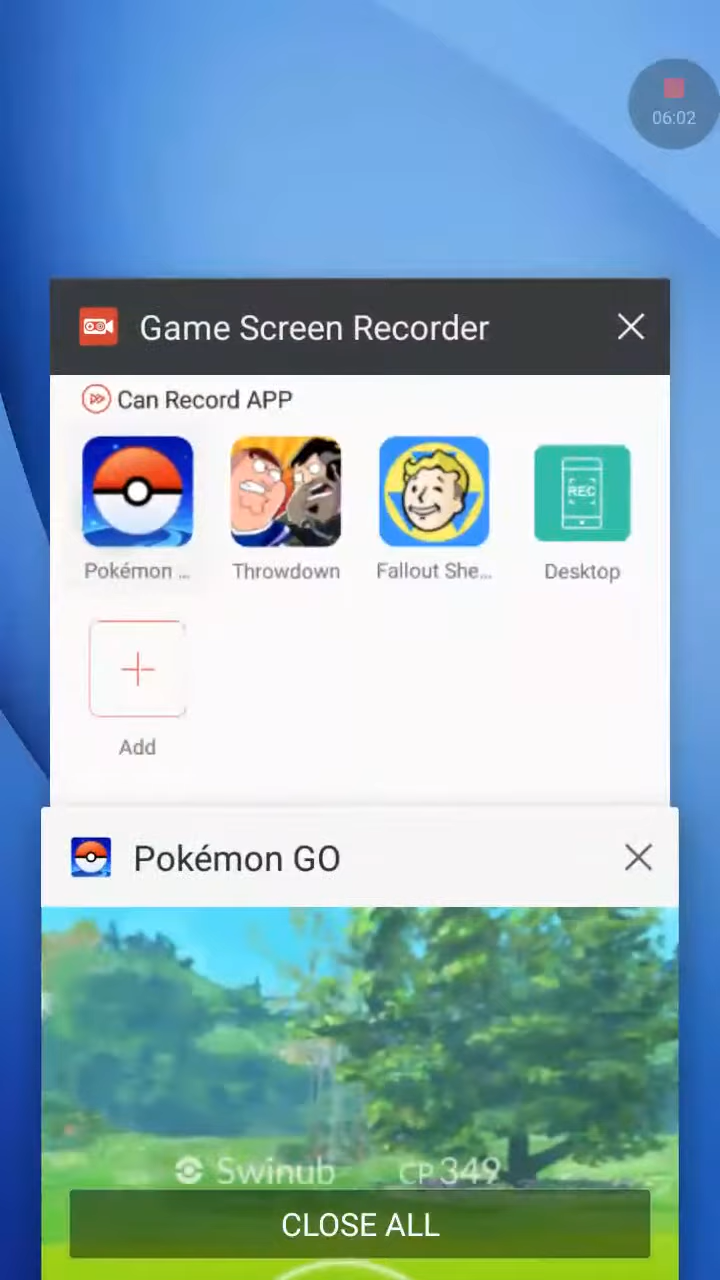 06:02
Game Screen Recorder
Can Record APP
Pokémon ...
Throwdown
Fallout She...
Desktop
REC
Add
Pokémon GO
Swinub CP 349
CLOSE ALL